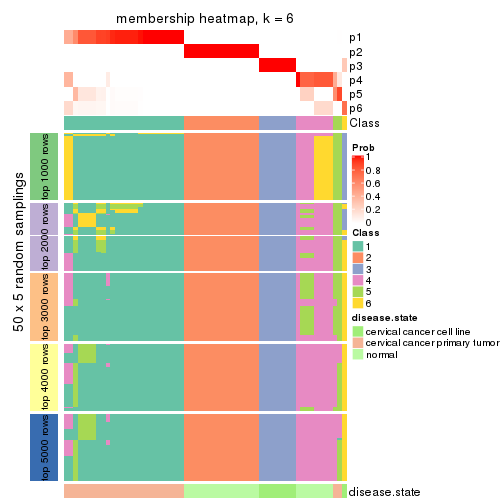 membership heatmap, k = 6
p1
p2
p3
p4
p5
p6
Class
50 x 5 random samplings
top 1000 rows
top 2000 rows
top 3000 rows
top 4000 rows
top 5000 rows
Prob
1
0.8
0.6
0.4
0.2
0
Class
1
2
3
4
5
6
disease.state
cervical cancer cell line
cervical cancer primary tumor
normal
disease.state